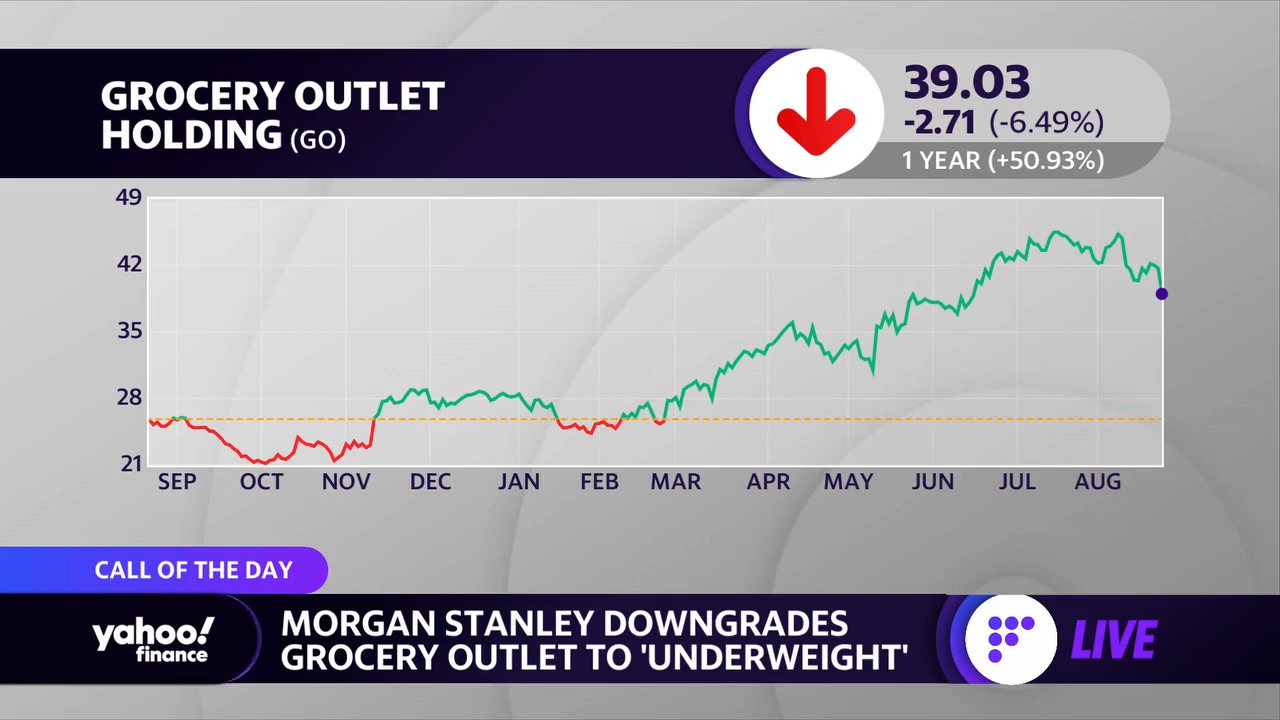 GROCERY OUTLET
HOLDING (GO)
39.03
-2.71 (-6.49%)
1 YEAR (+50.93%)
49
42
35
28
21
SEP OCT NOV DEC JAN FEB MAR APR MAY JUN JUL AUG
CALL OF THE DAY
yahoo!
finance
MORGAN STANLEY DOWNGRADES
GROCERY OUTLET TO 'UNDERWEIGHT'
LIVE